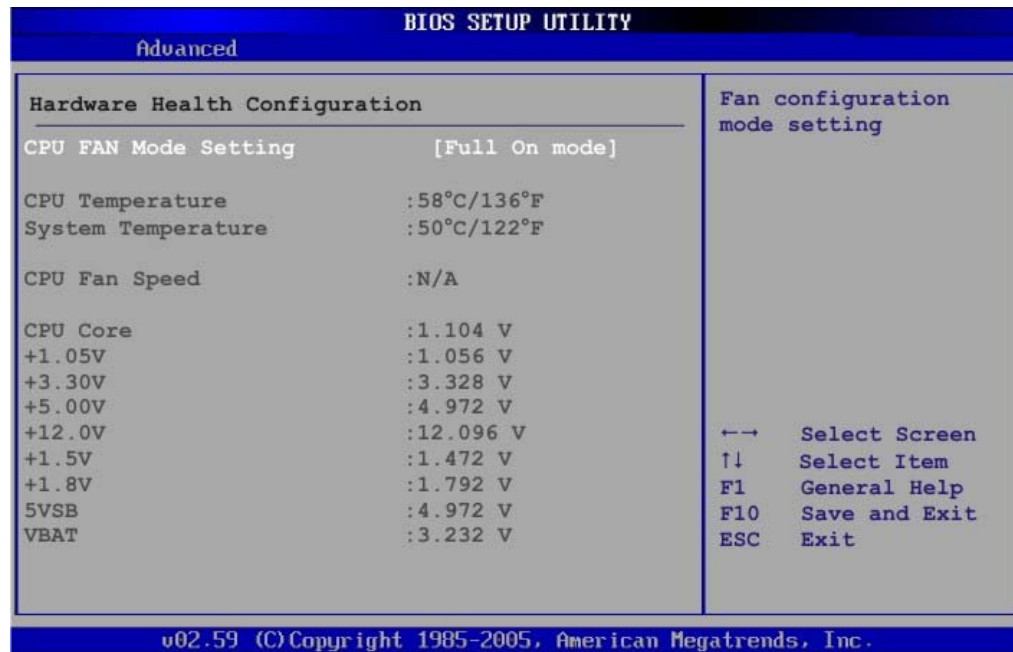 BIOS SETUP UTILITY
Advanced
Hardware Health Configuration
CPU FAN Mode Setting [Full On mode]
CPU Temperature :58°C/136°F
System Temperature :50°C/122°F
CPU Fan Speed :N/A
CPU Core :1.104 V
+1.05V :1.056 V
+3.30V :3.328 V
+5.00V :4.972 V
+12.0V :12.096 V
+1.5V :1.472 V
+1.8V :1.792 V
5VSB :4.972 V
VBAT :3.232 V
Fan configuration
mode setting
←→ Select Screen
↑↓ Select Item
F1 General Help
F10 Save and Exit
ESC Exit
v02.59 (C)Copyright 1985-2005, American Megatrends, Inc.